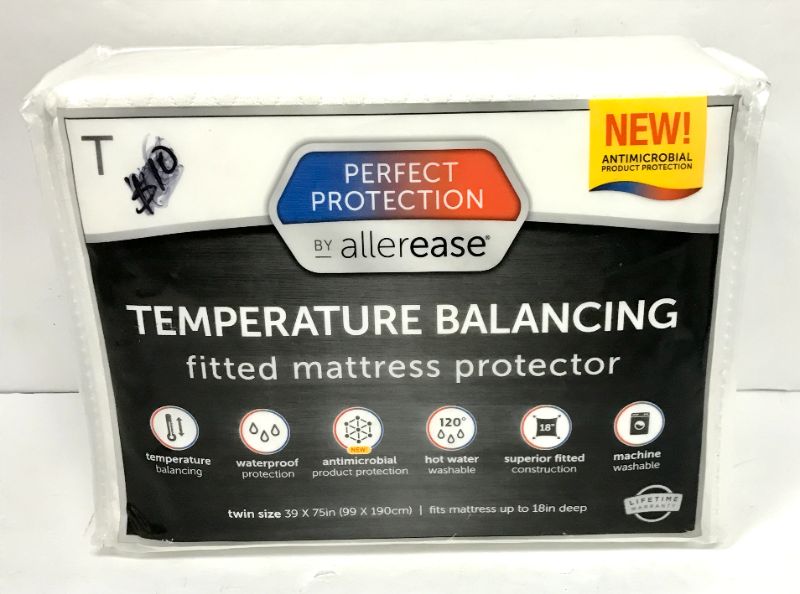 T
$10
NEW!
ANTIMICROBIAL
PRODUCT PROTECTION
PERFECT
PROTECTION
BY allerease®
TEMPERATURE BALANCING
fitted mattress protector
temperature
balancing
waterproof
protection
NEW!
antimicrobial
product protection
120°
hot water
washable
18"
superior fitted
construction
machine
washable
twin size 39 X 75in (99 X 190cm) | fits mattress up to 18in deep
LIFETIME
WARRANTY